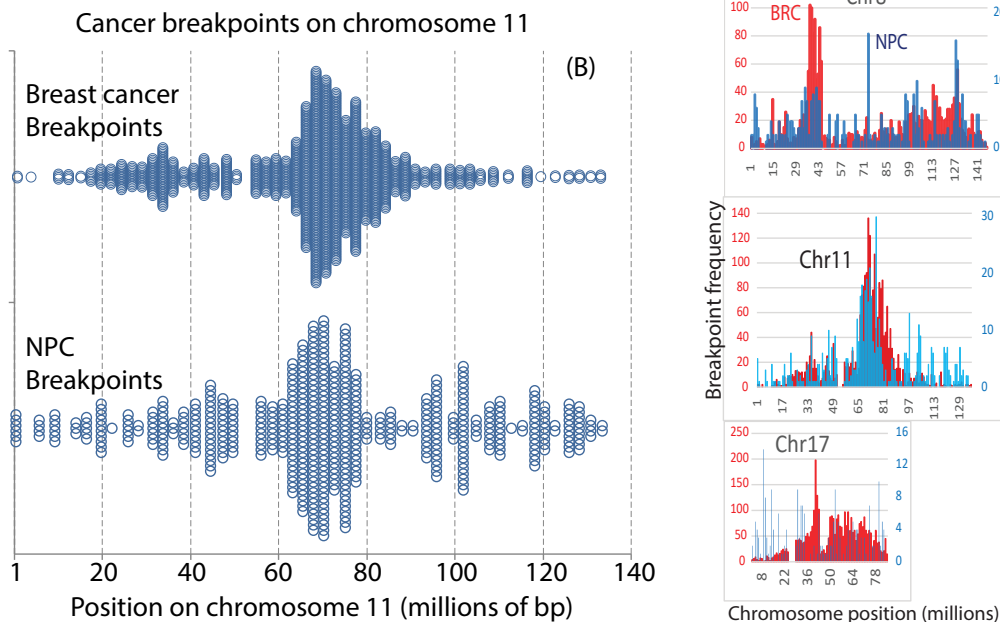 Cancer breakpoints on chromosome 11
(B)
Breast cancer
Breakpoints
NPC
Breakpoints
1 20 40 60 80 100 120 140
Position on chromosome 11 (millions of bp)
BRC
NPC
100
80
60
40
20
0
0
1 15 29 43 57 71 85 99 113 127 141
Breakpoint frequency
Chr11
140
120
100
80
60
40
20
0
30
20
10
0
1 17 33 49 65 81 97 113 129
Chr17
250
200
150
100
50
0
16
12
8
4
0
8 22 36 50 64 78
Chromosome position (millions)